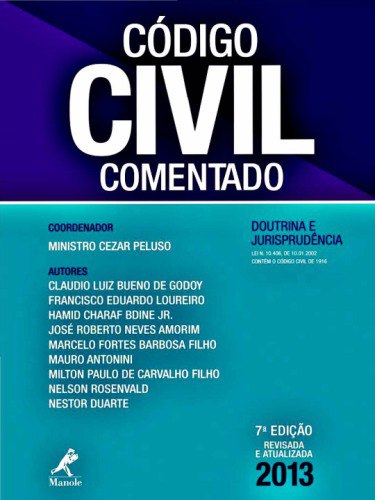 CÓDIGO
CIVIL
COMENTADO
COORDENADOR
MINISTRO CEZAR PELUSO
DOUTRINA E
JURISPRUDÊNCIA
LEI N. 10.406, DE 10.01.2002
CONTÉM O CÓDIGO CIVIL DE 1916
AUTORES
CLAUDIO LUIZ BUENO DE GODOY
FRANCISCO EDUARDO LOUREIRO
HAMID CHARAF BDINE JR.
JOSÉ ROBERTO NEVES AMORIM
MARCELO FORTES BARBOSA FILHO
MAURO ANTONINI
MILTON PAULO DE CARVALHO FILHO
NELSON ROSENVALD
NESTOR DUARTE
7ª EDIÇÃO
REVISADA
E ATUALIZADA
2013
Manole